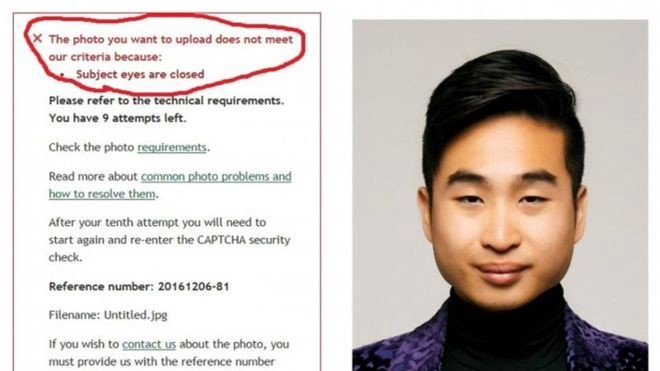 The photo you want to upload does not meet
our criteria because:
• Subject eyes are closed
Please refer to the technical requirements.
You have 9 attempts left.
Check the photo requirements.
Read more about common photo problems and
how to resolve them.
After your tenth attempt you will need to
start again and re-enter the CAPTCHA security
check.
Reference number: 20161206-81
Filename: Untitled.jpg
If you wish to contact us about the photo, you
must provide us with the reference number